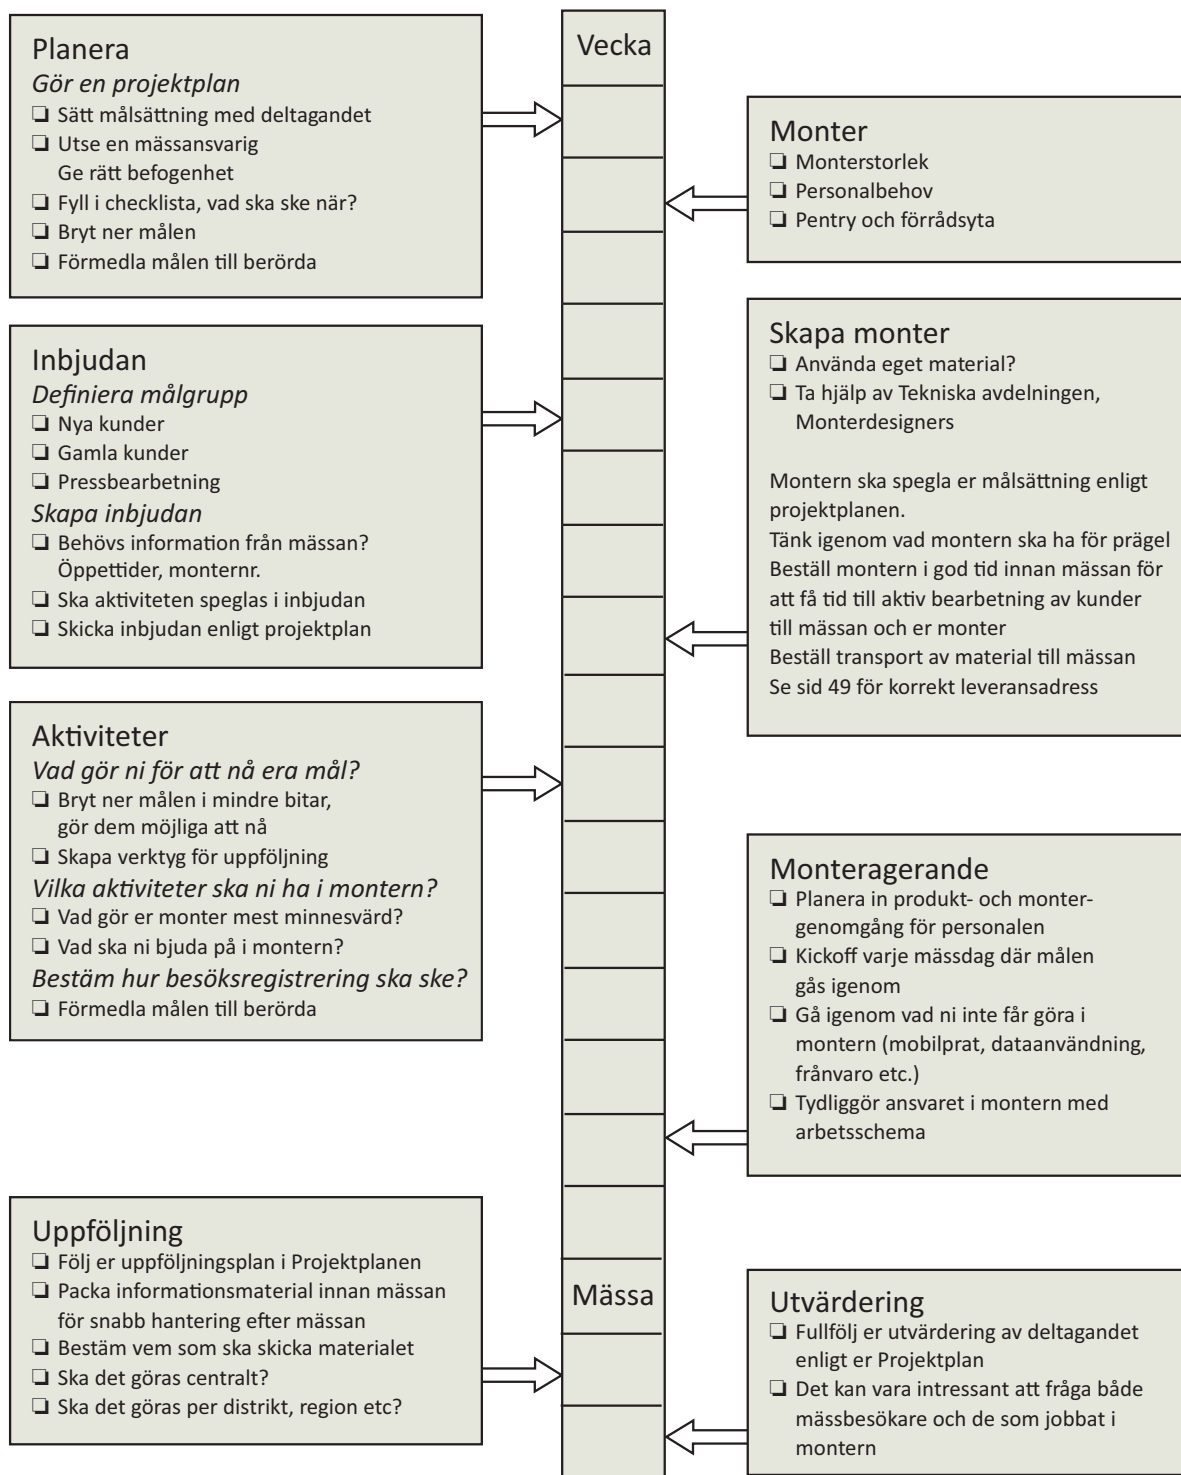 Planera
Gör en projektplan
❏ Sätt målsättning med deltagandet
❏ Utse en mässansvarig
Ge rätt befogenhet
❏ Fyll i checklista, vad ska ske när?
❏ Bryt ner målen
❏ Förmedla målen till berörda
Inbjudan
Definiera målgrupp
❏ Nya kunder
❏ Gamla kunder
❏ Pressbearbetning
Skapa inbjudan
❏ Behövs information från mässan?
Öppettider, monternr.
❏ Ska aktiviteten speglas i inbjudan
❏ Skicka inbjudan enligt projektplan
Aktiviteter
Vad gör ni för att nå era mål?
❏ Bryt ner målen i mindre bitar,
gör dem möjliga att nå
❏ Skapa verktyg för uppföljning
Vilka aktiviteter ska ni ha i montern?
❏ Vad gör er monter mest minnesvärd?
❏ Vad ska ni bjuda på i montern?
Bestäm hur besöksregistrering ska ske?
❏ Förmedla målen till berörda
Uppföljning
❏ Följ er uppföljningsplan i Projektplanen
❏ Packa informationsmaterial innan mässan
för snabb hantering efter mässan
❏ Bestäm vem som ska skicka materialet
❏ Ska det göras centralt?
❏ Ska det göras per distrikt, region etc?
Vecka
Mässa
Monter
❏ Monterstorlek
❏ Personalbehov
❏ Pentry och förrådsyta
Skapa monter
❏ Använda eget material?
❏ Ta hjälp av Tekniska avdelningen,
Monterdesigners
Montern ska spegla er målsättning enligt
projektplanen.
Tänk igenom vad montern ska ha för prägel
Beställ montern i god tid innan mässan för
att få tid till aktiv bearbetning av kunder
till mässan och er monter
Beställ transport av material till mässan
Se sid 49 för korrekt leveransadress
Monteragerande
❏ Planera in produkt- och monter-
genomgång för personalen
❏ Kickoff varje mässdag där målen
gås igenom
❏ Gå igenom vad ni inte får göra i
montern (mobilprat, dataanvändning,
frånvaro etc.)
❏ Tydliggör ansvaret i montern med
arbetsschema
Utvärdering
❏ Fullfölj er utvärdering av deltagandet
enligt er Projektplan
❏ Det kan vara intressant att fråga både
mässbesökare och de som jobbat i
montern